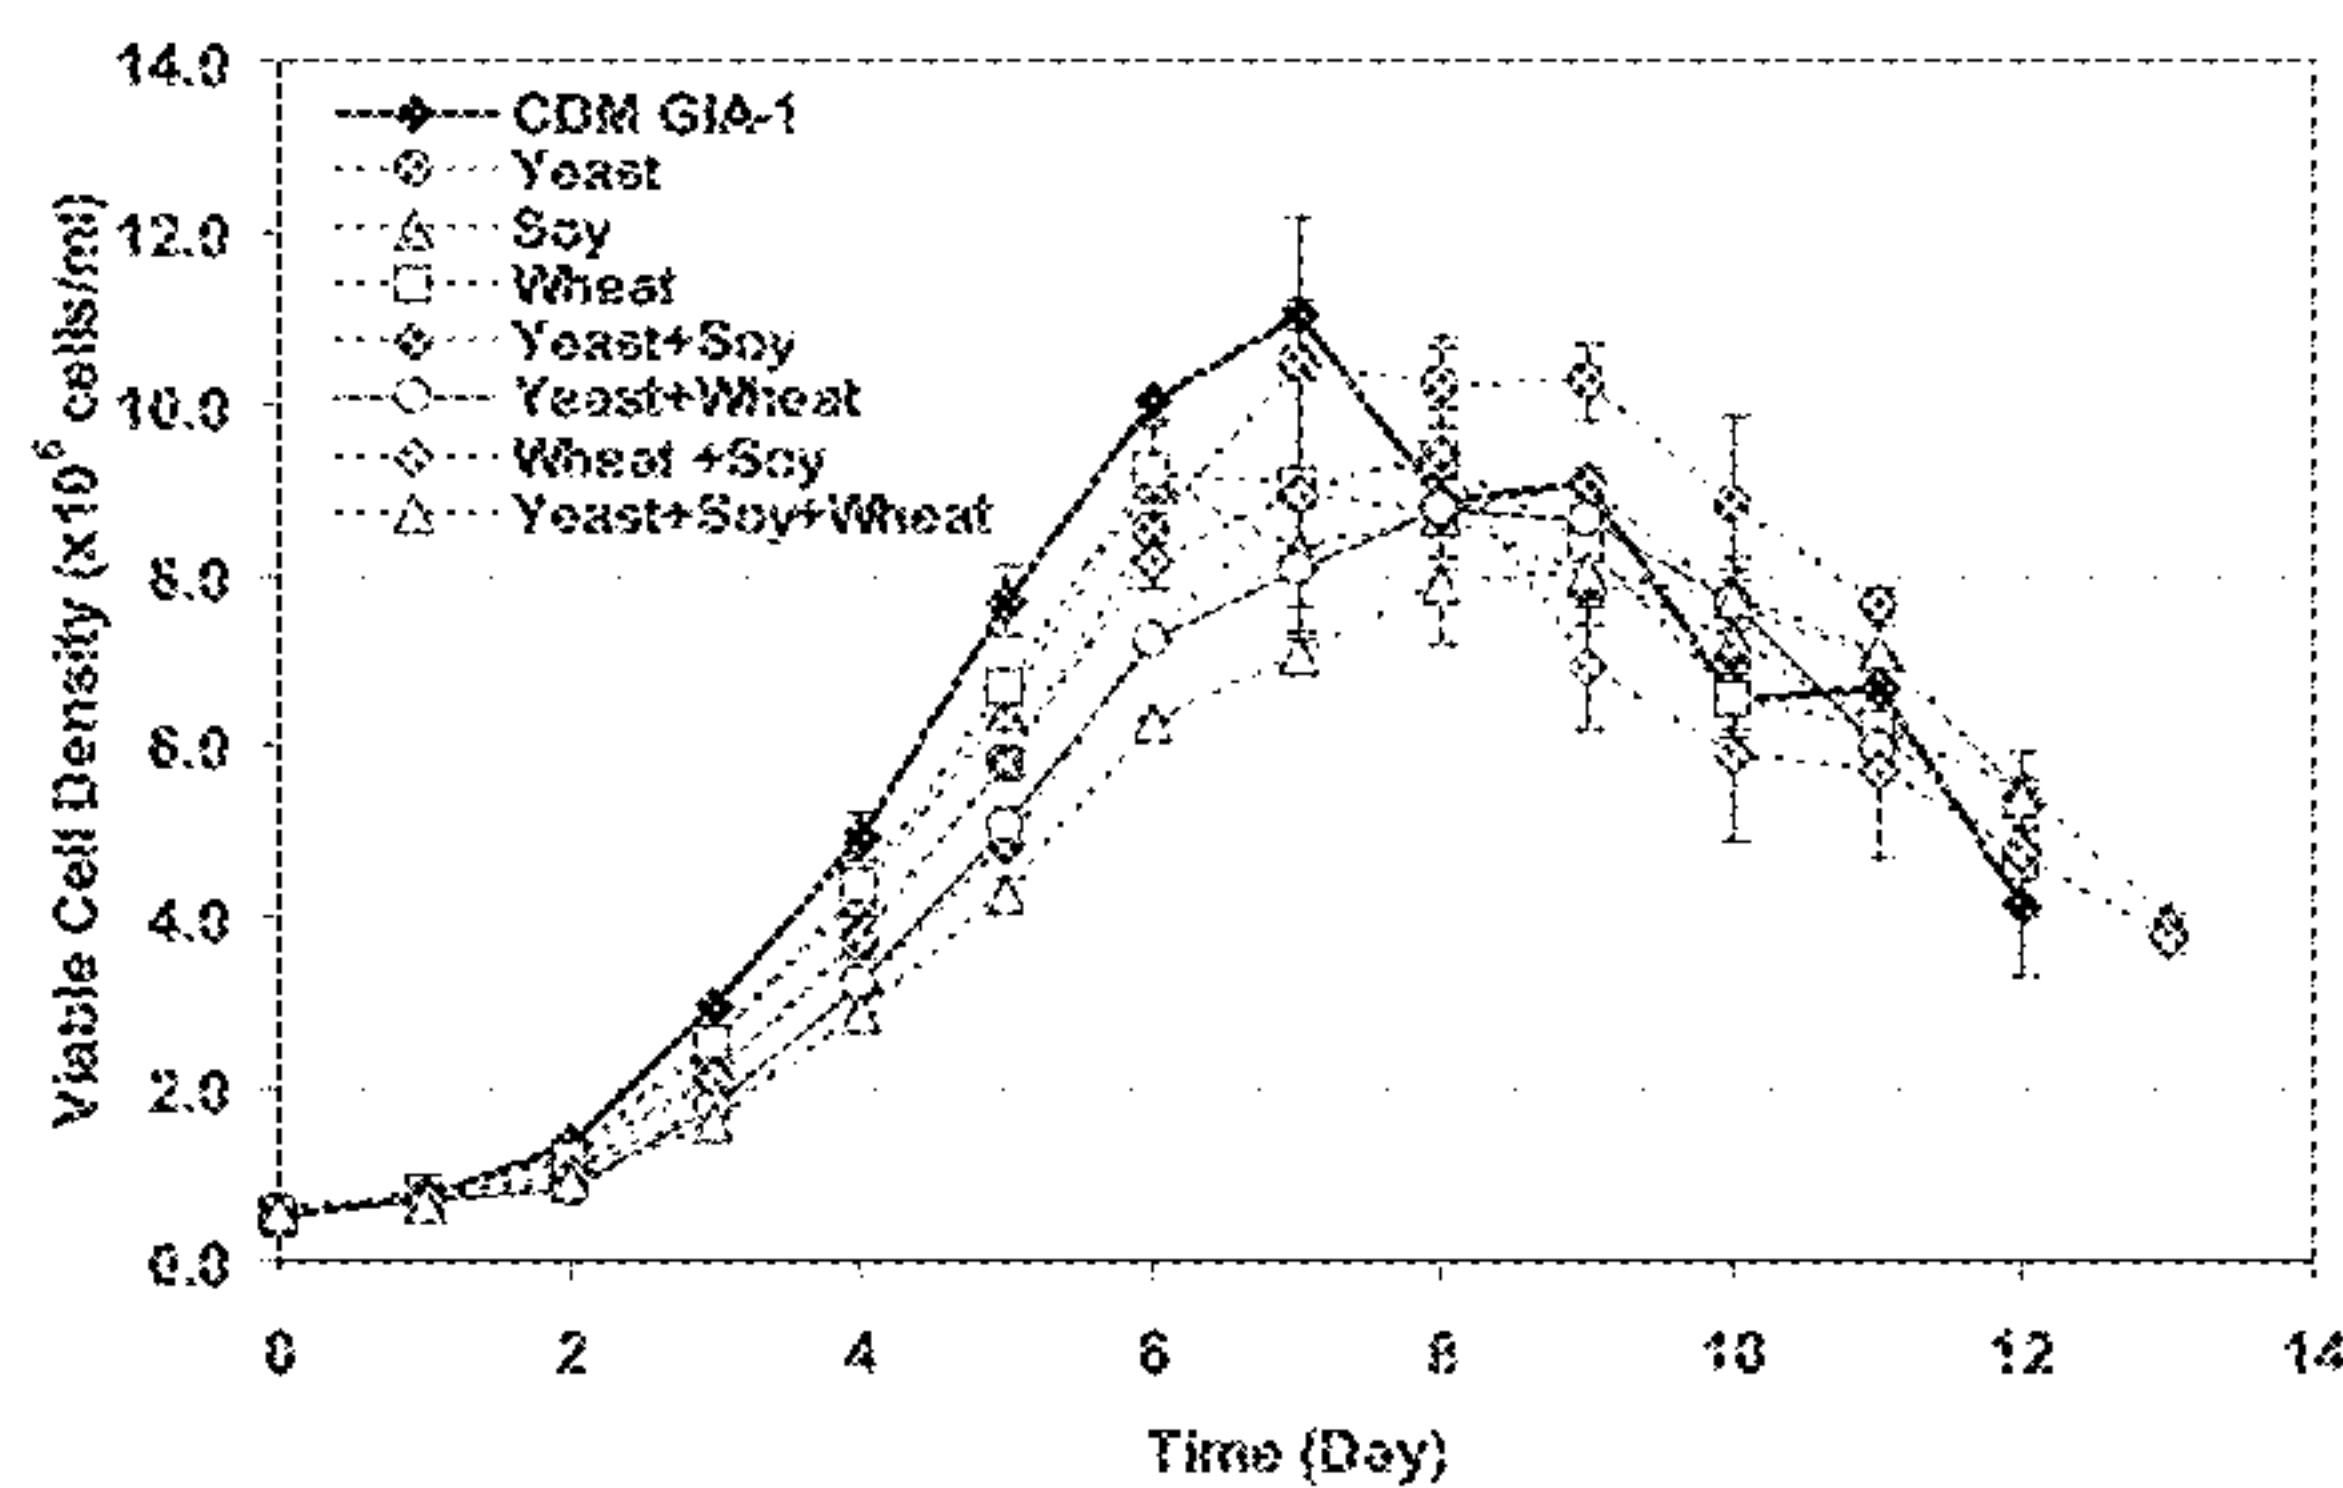 14.0
12.0
10.0
8.0
6.0
4.0
2.0
0.0
Viable Cell Density (x10⁶ cells/ml)
CDM GIA-1
Yeast
Soy
Wheat
Yeast+Soy
Yeast+Wheat
Wheat +Soy
Yeast+Soy+Wheat
0 2 4 6 8 10 12 14
Time (Day)